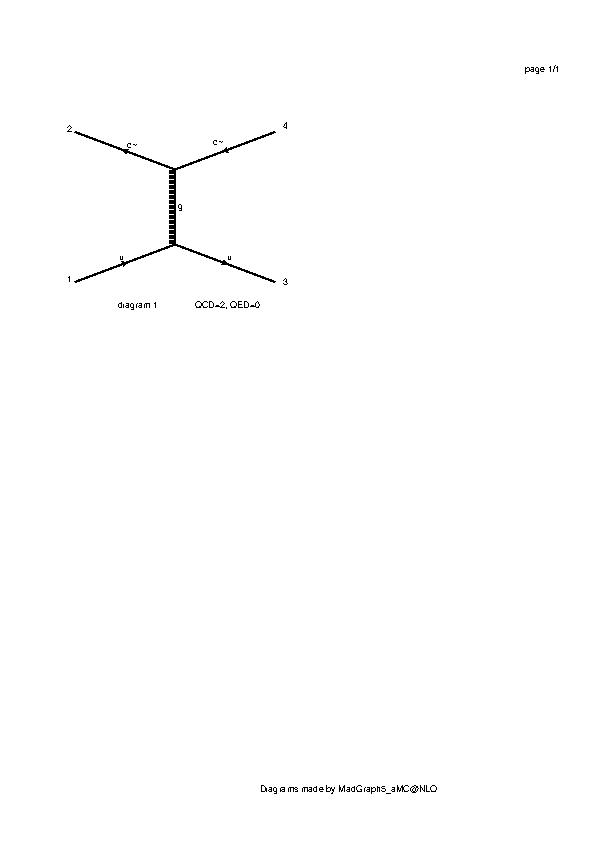 page 1/1
2
c~
c~
4
g
1
u
u
3
diagram 1 QCD=2, QED=0
Diagrams made by MadGraph5_aMC@NLO